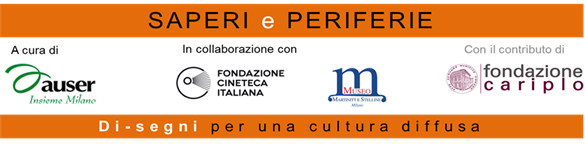 SAPERI e PERIFERIE
A cura di
auser
Insieme Milano
In collaborazione con
FONDAZIONE
CINETECA
ITALIANA
m
MUSEO
MARTINITT E STELLINE
Milano
Con il contributo di
fondazione
cariplo
Di-segni per una cultura diffusa